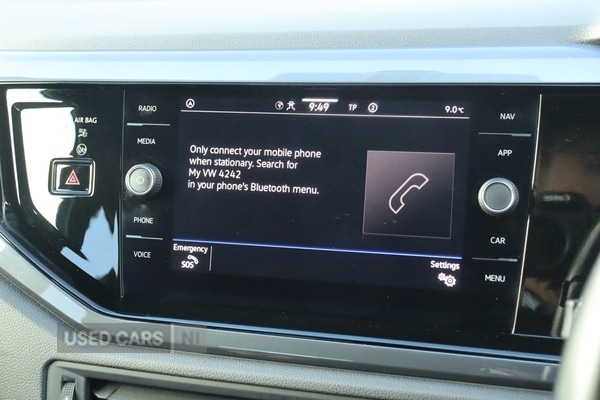 RADIO
9:49
TP
2
9.0°c
NAV
AIR BAG
MEDIA
APP
Only connect your mobile phone
when stationary. Search for
My VW 4242
in your phone's Bluetooth menu.
PHONE
VOICE
CAR
MENU
Emergency
SOS
Settings
USED CARS NI